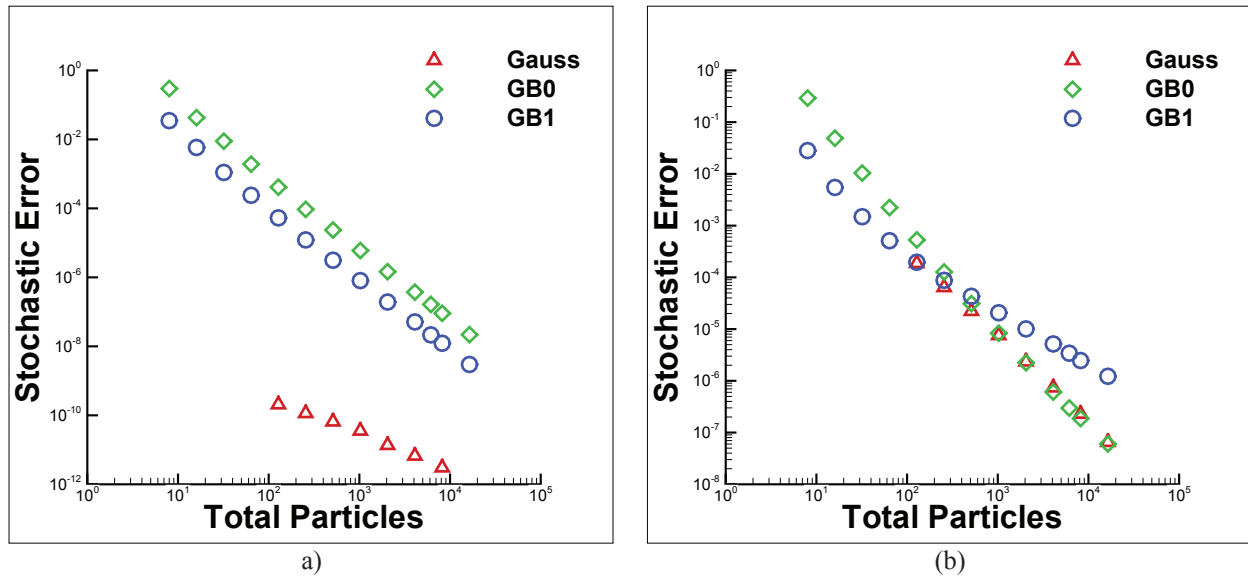 Gauss
GB0
GB1
10^0
10^-2
10^-4
10^-6
10^-8
10^-10
10^-12
Stochastic Error
10^0 10^1 10^2 10^3 10^4 10^5
Total Particles
a)
Gauss
GB0
GB1
10^0
10^-1
10^-2
10^-3
10^-4
10^-5
10^-6
10^-7
10^-8
Stochastic Error
10^0 10^1 10^2 10^3 10^4 10^5
Total Particles
(b)